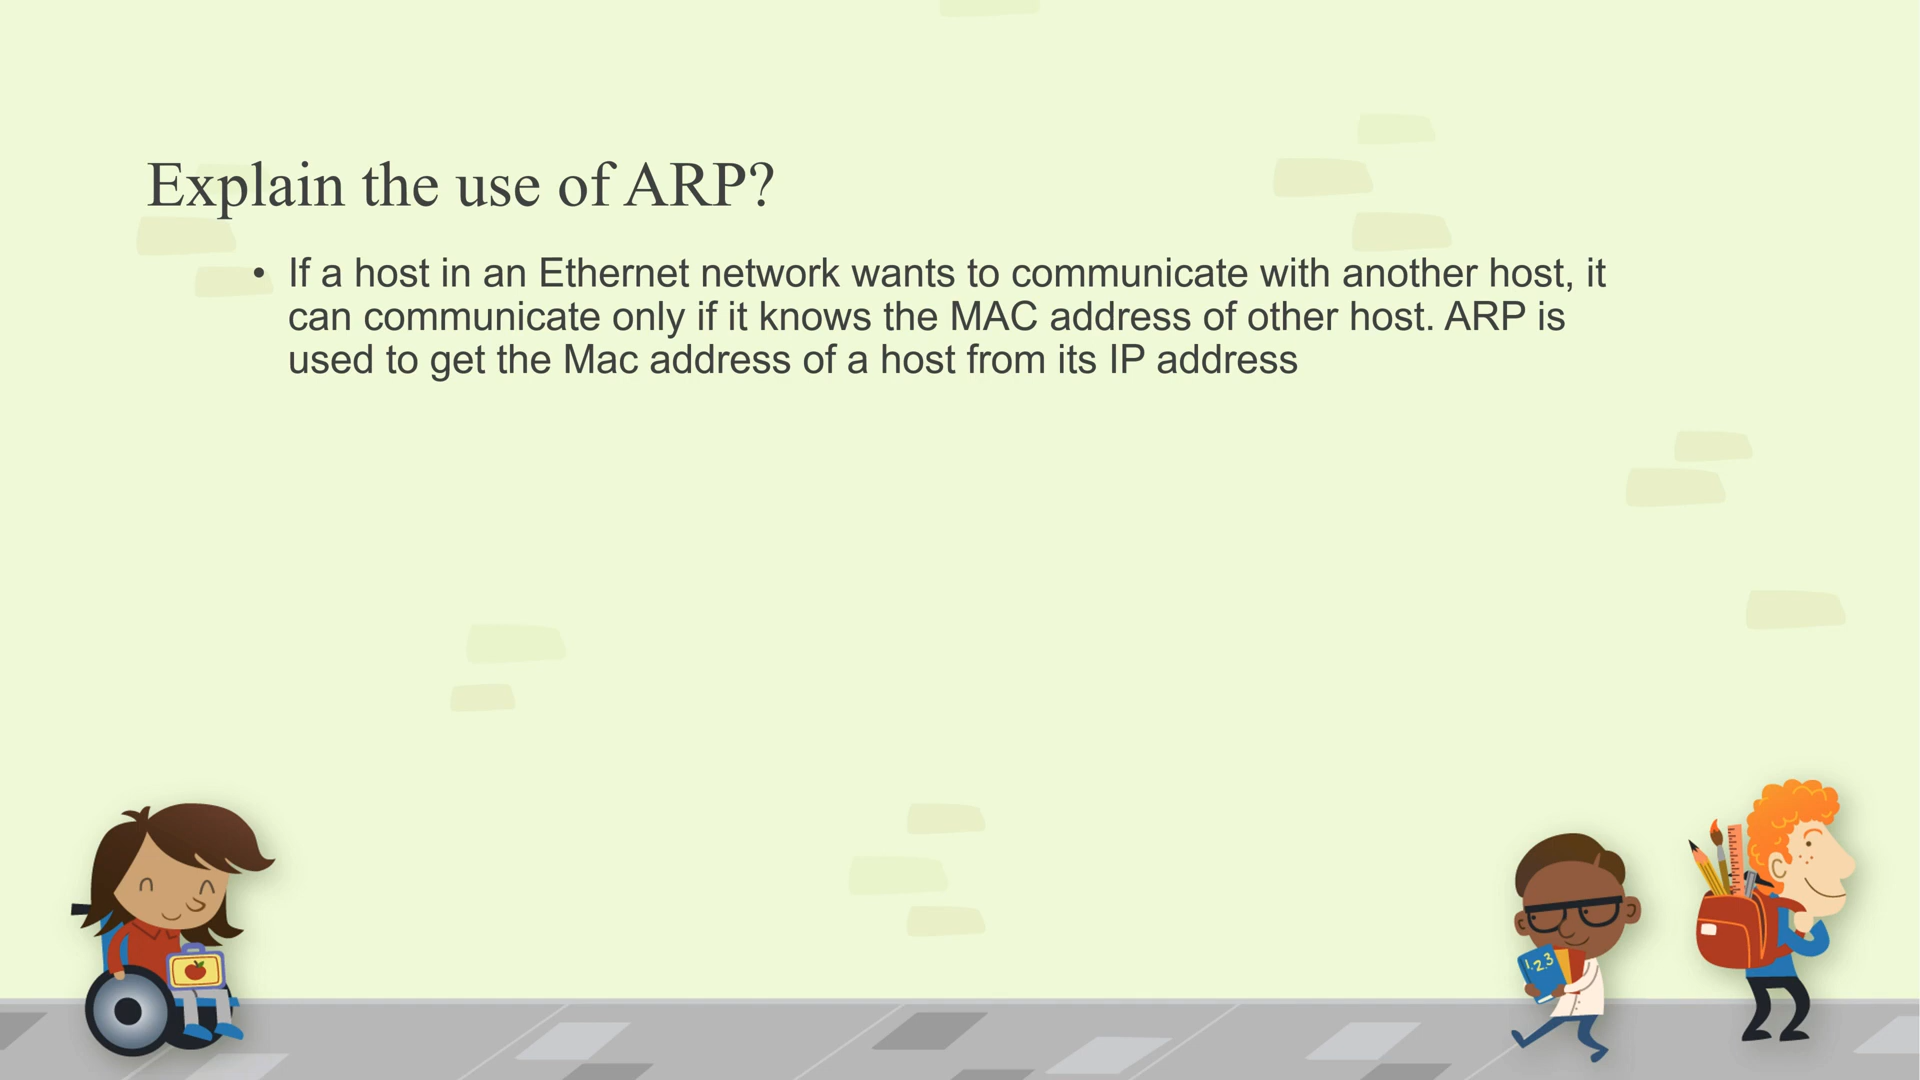 Explain the use of ARP?
• If a host in an Ethernet network wants to communicate with another host, it
can communicate only if it knows the MAC address of other host. ARP is
used to get the Mac address of a host from its IP address
1.23